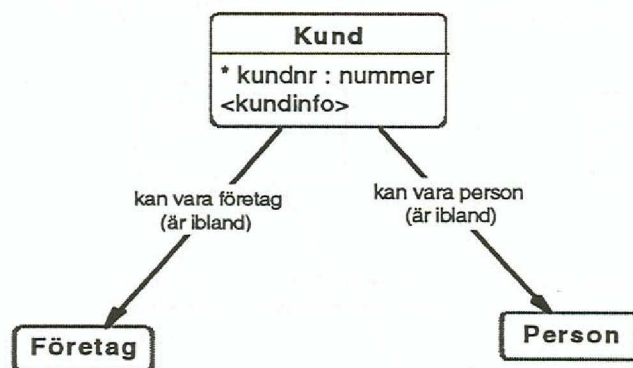 Kund
* kundnr : nummer
<kundinfo>
kan vara företag
(är ibland)
kan vara person
(är ibland)
Företag
Person